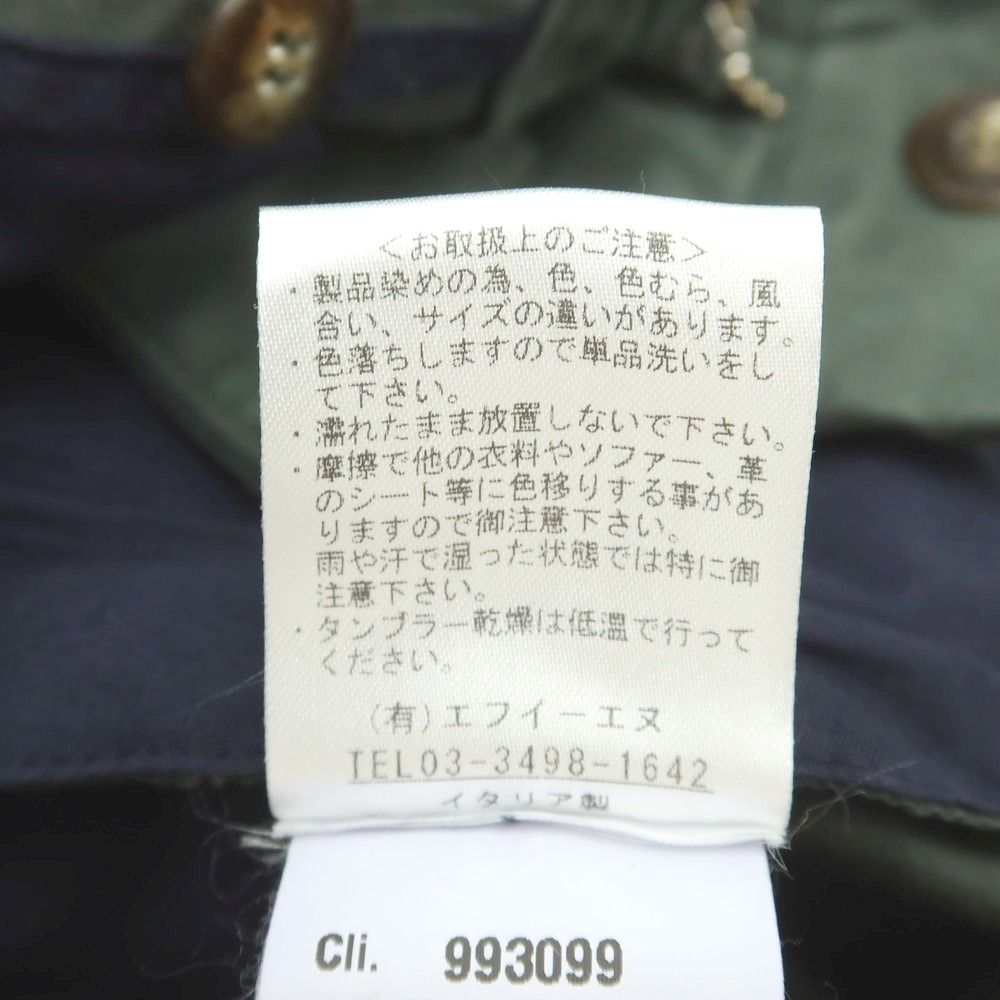 ＜お取扱上のご注意＞
・製品染めの為、色、色むら、風
合い、サイズの違いがあります。
・色落ちしますので単品洗いをし
て下さい。
・濡れたまま放置しないで下さい。
・摩擦で他の衣料やソファー、革
のシート等に色移りする事があ
りますので御注意下さい。
雨や汗で湿った状態では特に御
注意下さい。
・タンブラー乾燥は低温で行って
ください。
(有)エフイーエヌ
TEL03-3498-1642
イタリア製
Cli. 993099